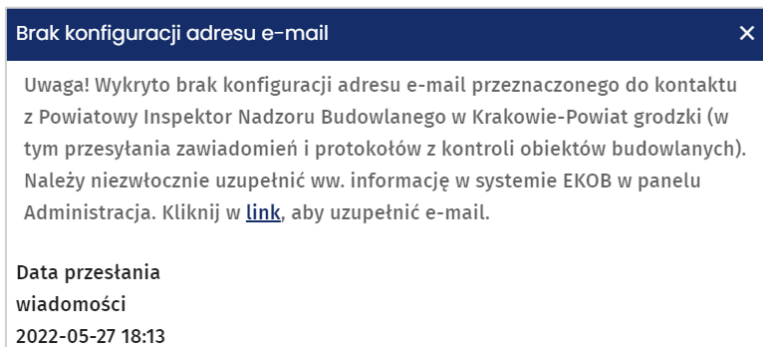 Brak konfiguracji adresu e-mail
Uwaga! Wykryto brak konfiguracji adresu e-mail przeznaczonego do kontaktu
z Powiatowy Inspektor Nadzoru Budowlanego w Krakowie-Powiat grodzki (w
tym przesyłania zawiadomień i protokołów z kontroli obiektów budowlanych).
Należy niezwłocznie uzupełnić ww. informację w systemie EKOB w panelu
Administracja. Kliknij w link, aby uzupełnić e-mail.
Data przesłania
wiadomości
2022-05-27 18:13